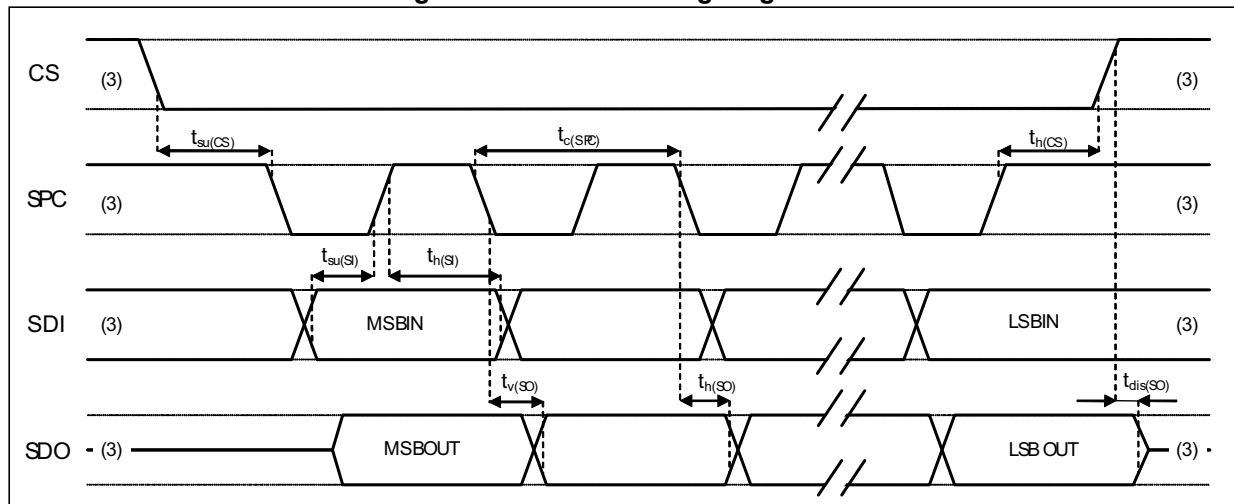 CS (3) (3)
t_su(CS) t_c(SPC) t_h(CS)
SPC (3) (3)
t_su(SI) t_h(SI)
SDI (3) MSBIN LSBIN (3)
t_v(SO) t_h(SO) t_dis(SO)
SDO (3) MSBOUT LSB OUT (3)